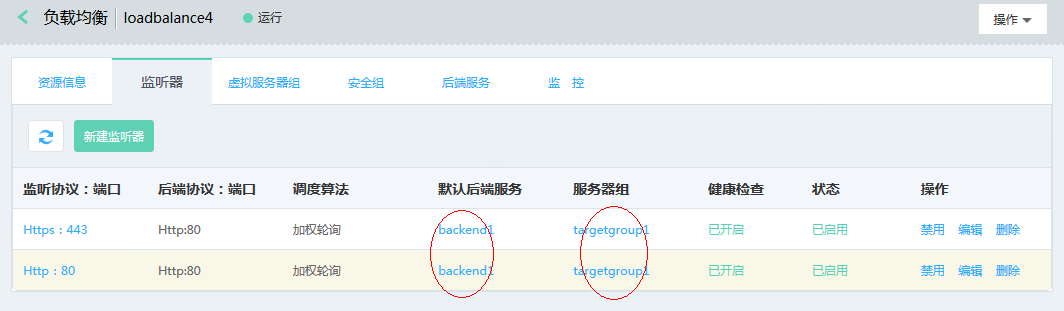 负载均衡 loadbalance4 运行 操作
资源信息 监听器 虚拟服务器组 安全组 后端服务 监 控
新建监听器
监听协议：端口 后端协议：端口 调度算法 默认后端服务 服务器组 健康检查 状态 操作
Https : 443 Http:80 加权轮询 backend1 targetgroup1 已开启 已启用 禁用 编辑 删除
Http : 80 Http:80 加权轮询 backend1 targetgroup1 已开启 已启用 禁用 编辑 删除